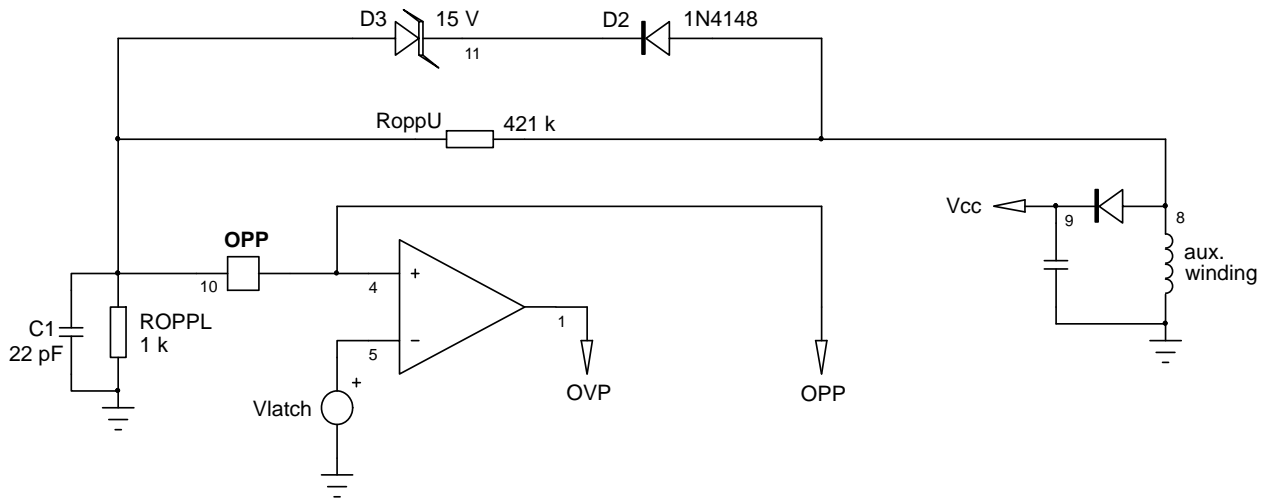 D3 15 V D2 1N4148
11
RoppU 421 k
Vcc
9
8
OPP
aux.
winding
10
4
+
C1
22 pF
ROPPL
1 k
1
5
−
+
Vlatch
OVP
OPP